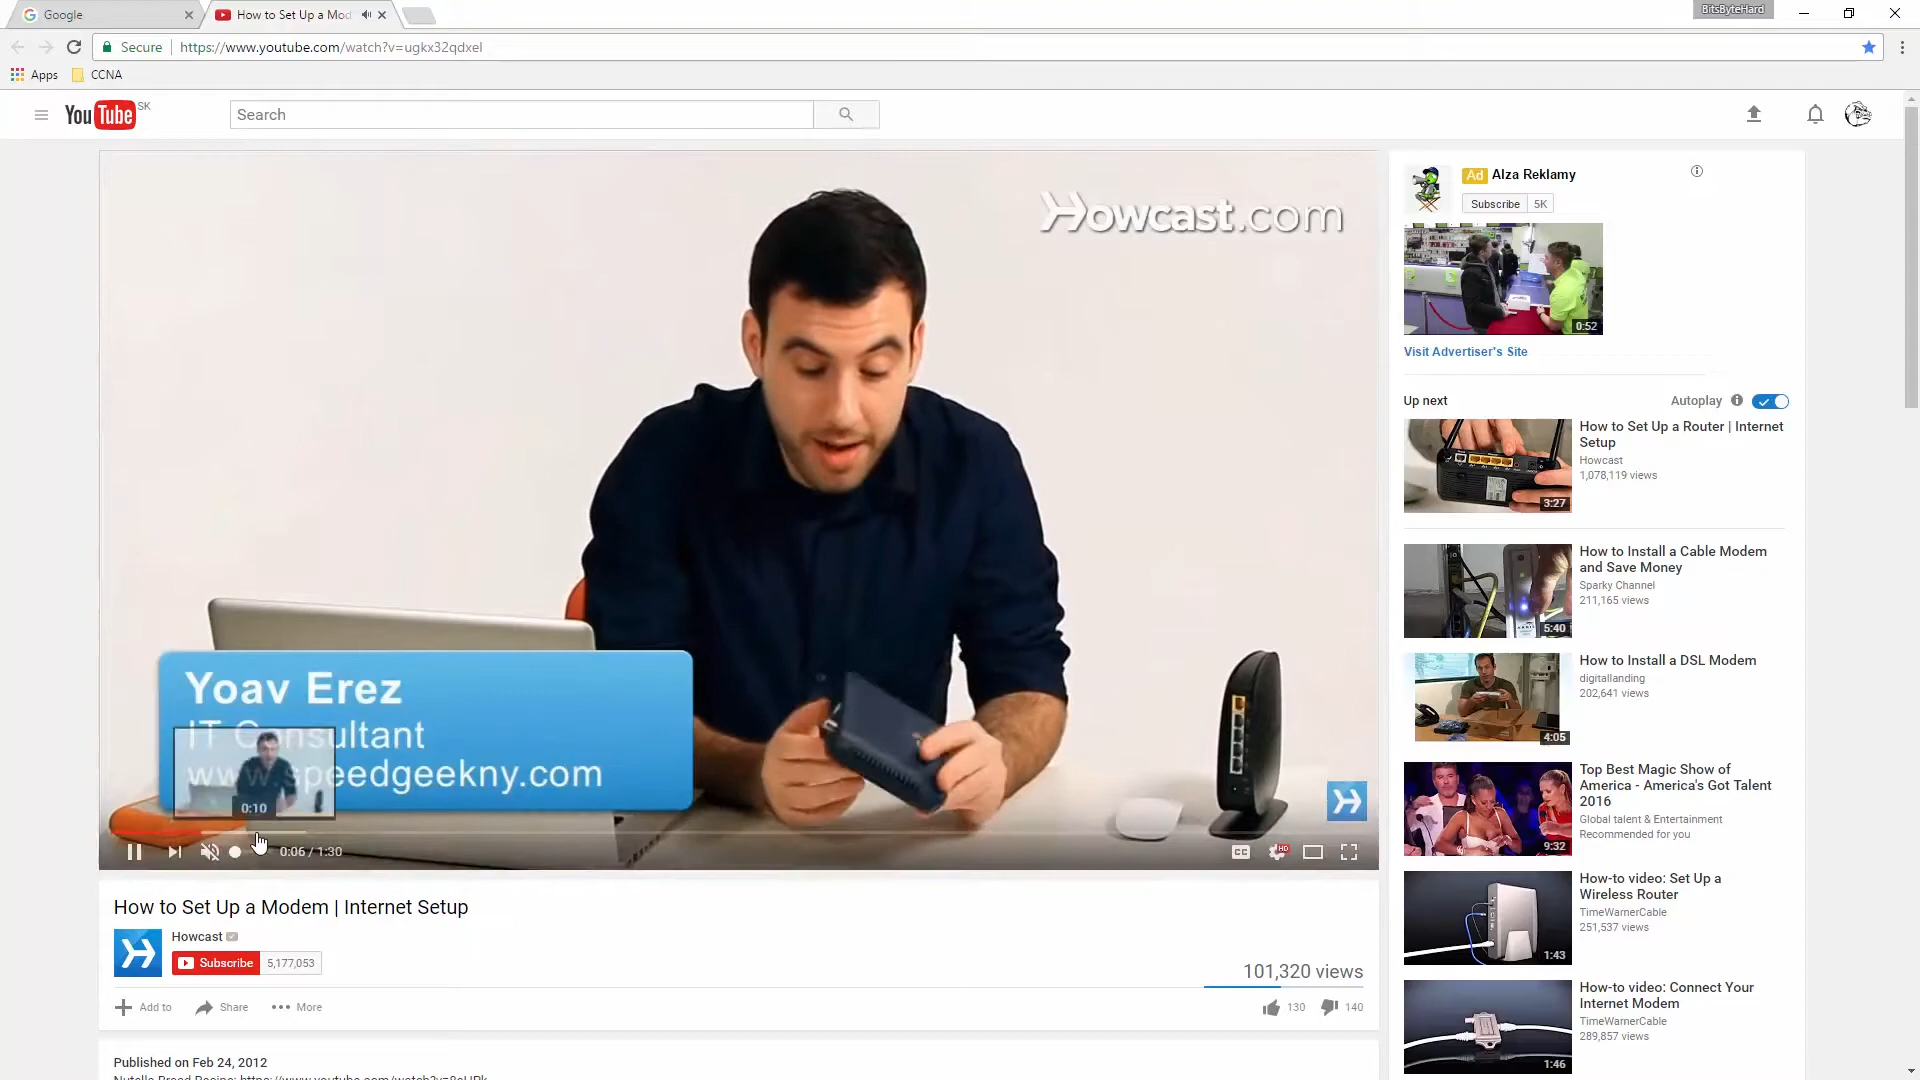 Google
How to Set Up a Mod
BitsByteHard
Secure
https://www.youtube.com/watch?v=ugkx32qdxeI
Apps
CCNA
YouTube SK
Search
Howcast.com
Yoav Erez
IT Consultant
www.speedgeekny.com
0:10
0:06 / 1:30
CC
HD
How to Set Up a Modem | Internet Setup
Howcast
Subscribe 5,177,053
101,320 views
Add to
Share
More
130
140
Published on Feb 24, 2012
Ad Alza Reklamy
Subscribe 5K
0:52
Visit Advertiser's Site
Up next
Autoplay
How to Set Up a Router | Internet
Setup
Howcast
1,078,119 views
3:27
How to Install a Cable Modem
and Save Money
Sparky Channel
211,165 views
5:40
How to Install a DSL Modem
digitallanding
202,641 views
4:05
Top Best Magic Show of
America - America's Got Talent
2016
Global talent & Entertainment
Recommended for you
9:32
How-to video: Set Up a
Wireless Router
TimeWarnerCable
251,537 views
1:43
How-to video: Connect Your
Internet Modem
TimeWarnerCable
289,857 views
1:46